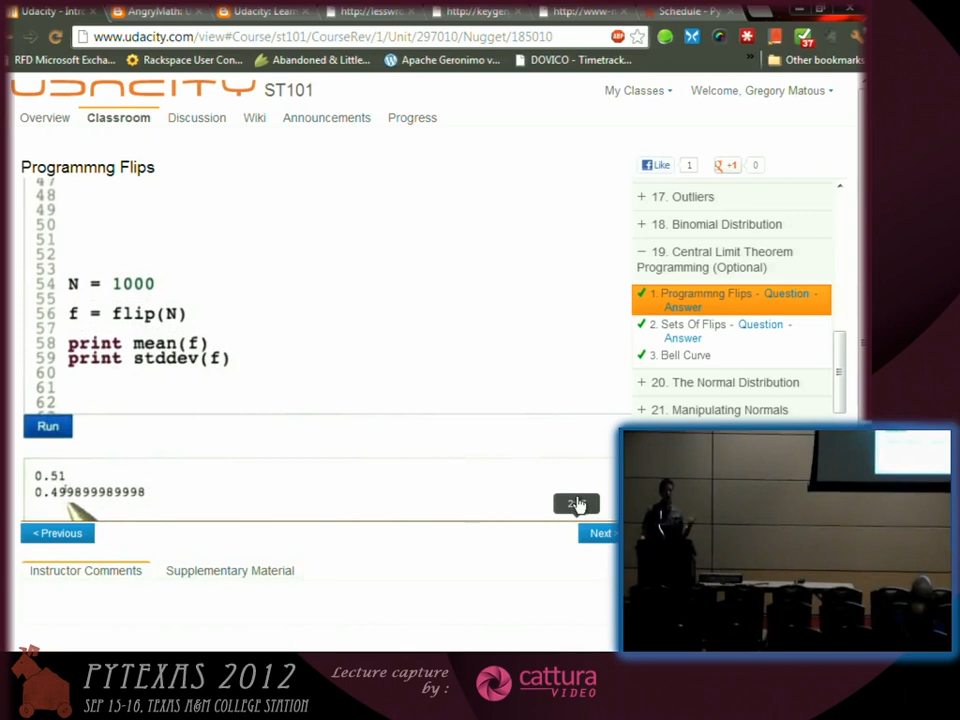 Udacity - Intro
AngryMath: U
Udacity: Learn
http://lesswr
http://keygen
http://www-n
Schedule - Py
www.udacity.com/view#Course/st101/CourseRev/1/Unit/297010/Nugget/185010
37
RFD Microsoft Excha...
Rackspace User Con...
Abandoned & Little...
Apache Geronimo v...
DOVICO - Timetrack...
»
Other bookmarks
UDACITY ST101
My Classes
Welcome, Gregory Matous
Overview
Classroom
Discussion
Wiki
Announcements
Progress
Programmng Flips
Like
1
+1
0
47
48
49
50
51
52
53
54 N = 1000
55
56 f = flip(N)
57
58 print mean(f)
59 print stddev(f)
60
61
62
+ 17. Outliers
+ 18. Binomial Distribution
− 19. Central Limit Theorem
Programming (Optional)
1. Programmng Flips - Question -
Answer
2. Sets Of Flips - Question -
Answer
3. Bell Curve
+ 20. The Normal Distribution
+ 21. Manipulating Normals
Run
0.51
0.499899989998
< Previous
Next
Instructor Comments
Supplementary Material
PYTEXAS 2012
SEP 15-16, TEXAS A&M COLLEGE STATION
Lecture capture
by :
cattura
VIDEO